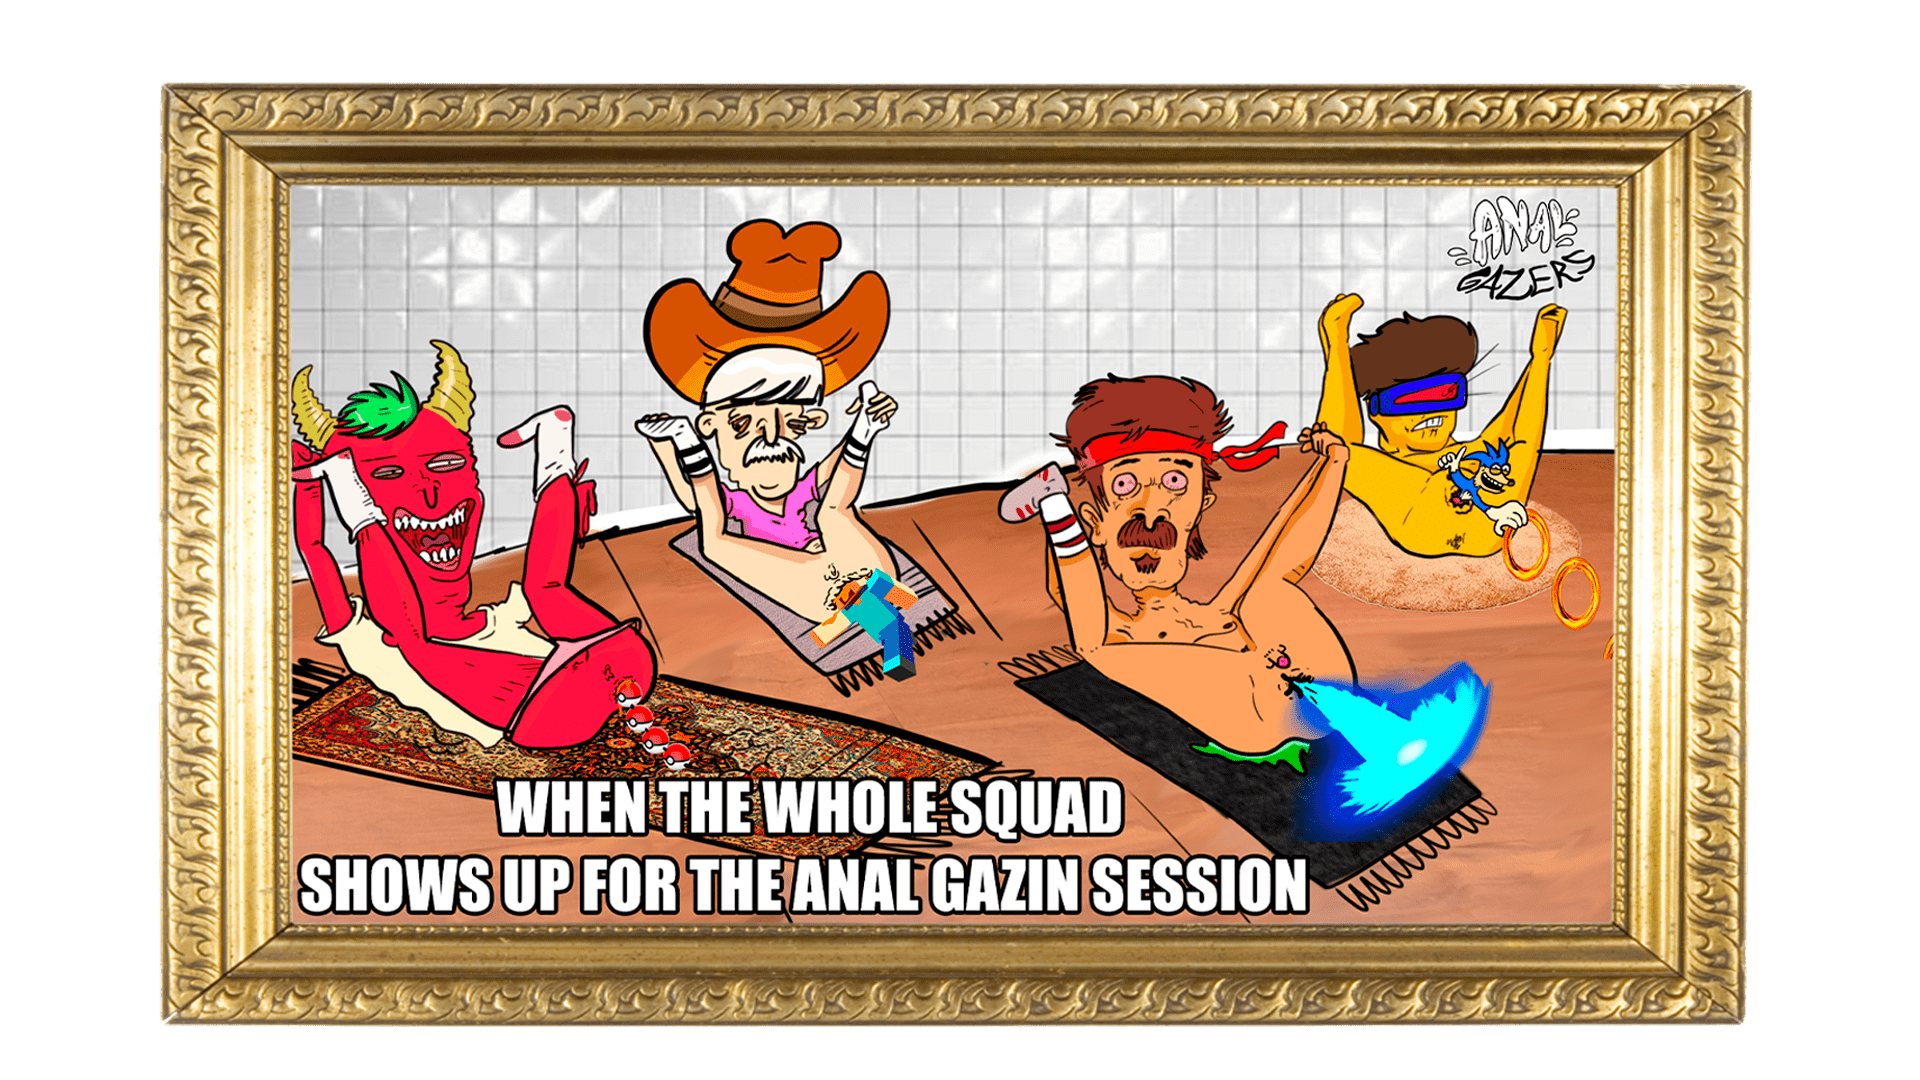 ANAL
GAZERS
WHEN THE WHOLE SQUAD
SHOWS UP FOR THE ANAL GAZIN SESSION